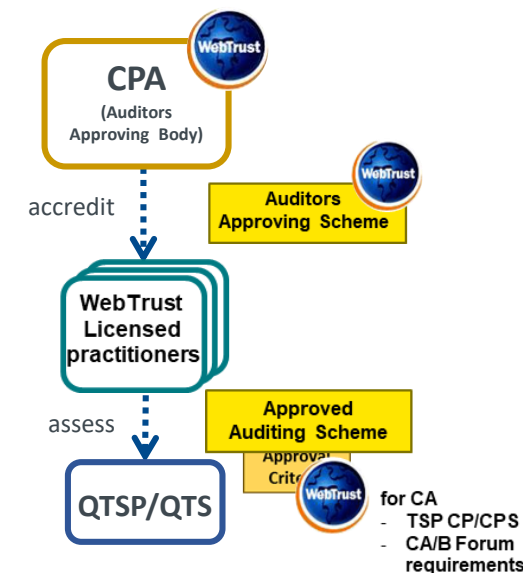 WebTrust
CPA
(Auditors
Approving Body)
accredit
WebTrust
Auditors
Approving Scheme
WebTrust
Licensed
practitioners
assess
Approved
Auditing Scheme
Approval
QTSP/QTS
WebTrust
for CA
- TSP CP/CPS
- CA/B Forum
requirements